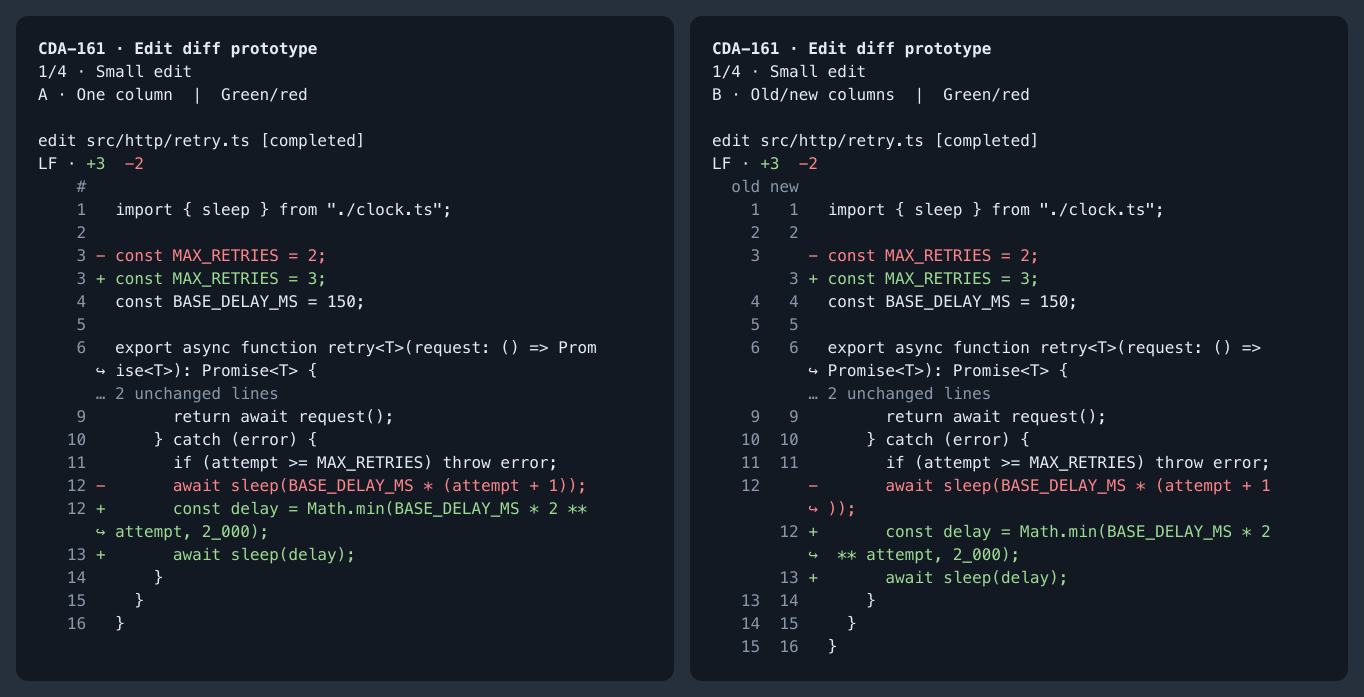 CDA-161 · Edit diff prototype
1/4 · Small edit
A · One column  |  Green/red
edit src/http/retry.ts [completed]
LF · +3  −2
#
1   import { sleep } from "./clock.ts";
2
3 − const MAX_RETRIES = 2;
3 + const MAX_RETRIES = 3;
4   const BASE_DELAY_MS = 150;
5
6   export async function retry<T>(request: () => Prom
↪ ise<T>): Promise<T> {
… 2 unchanged lines
9         return await request();
10       } catch (error) {
11         if (attempt >= MAX_RETRIES) throw error;
12 −       await sleep(BASE_DELAY_MS * (attempt + 1));
12 +       const delay = Math.min(BASE_DELAY_MS * 2 **
↪ attempt, 2_000);
13 +       await sleep(delay);
14       }
15     }
16   }
CDA-161 · Edit diff prototype
1/4 · Small edit
B · Old/new columns  |  Green/red
edit src/http/retry.ts [completed]
LF · +3  −2
old new
1   1   import { sleep } from "./clock.ts";
2   2
3     − const MAX_RETRIES = 2;
3 + const MAX_RETRIES = 3;
4   4   const BASE_DELAY_MS = 150;
5   5
6   6   export async function retry<T>(request: () =>
↪ Promise<T>): Promise<T> {
… 2 unchanged lines
9   9         return await request();
10  10       } catch (error) {
11  11         if (attempt >= MAX_RETRIES) throw error;
12     −       await sleep(BASE_DELAY_MS * (attempt + 1
↪ ));
12 +       const delay = Math.min(BASE_DELAY_MS * 2
↪  ** attempt, 2_000);
13 +       await sleep(delay);
13  14       }
14  15     }
15  16   }